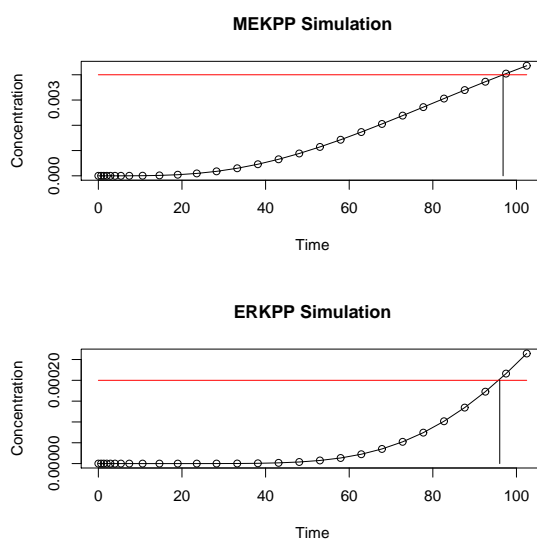 MEKPP Simulation
Concentration
0.003
0.000
0 20 40 60 80 100
Time
ERKPP Simulation
Concentration
0.00020
0.00000
0 20 40 60 80 100
Time